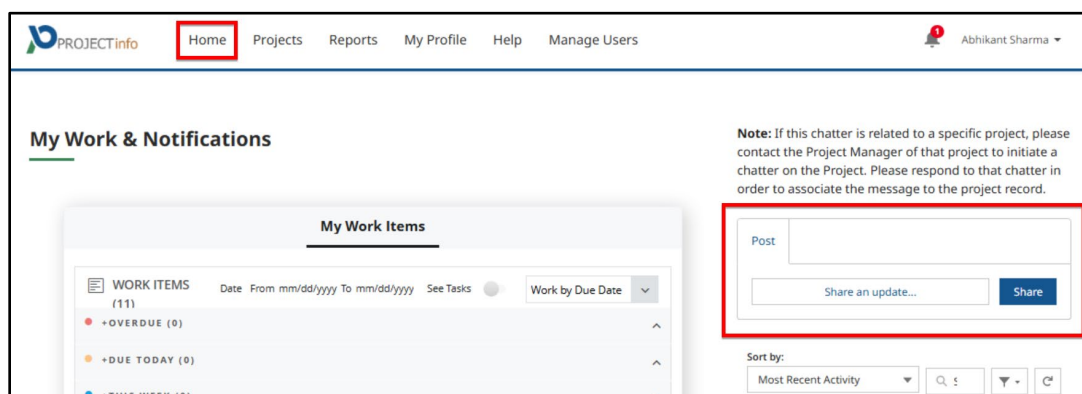 PROJECTinfo Home Projects Reports My Profile Help Manage Users 1 Abhikant Sharma
My Work & Notifications
Note: If this chatter is related to a specific project, please
contact the Project Manager of that project to initiate a
chatter on the Project. Please respond to that chatter in
order to associate the message to the project record.
My Work Items
WORK ITEMS
(11)
Date From mm/dd/yyyy To mm/dd/yyyy See Tasks Work by Due Date
+OVERDUE (0)
+DUE TODAY (0)
Post
Share an update... Share
Sort by:
Most Recent Activity